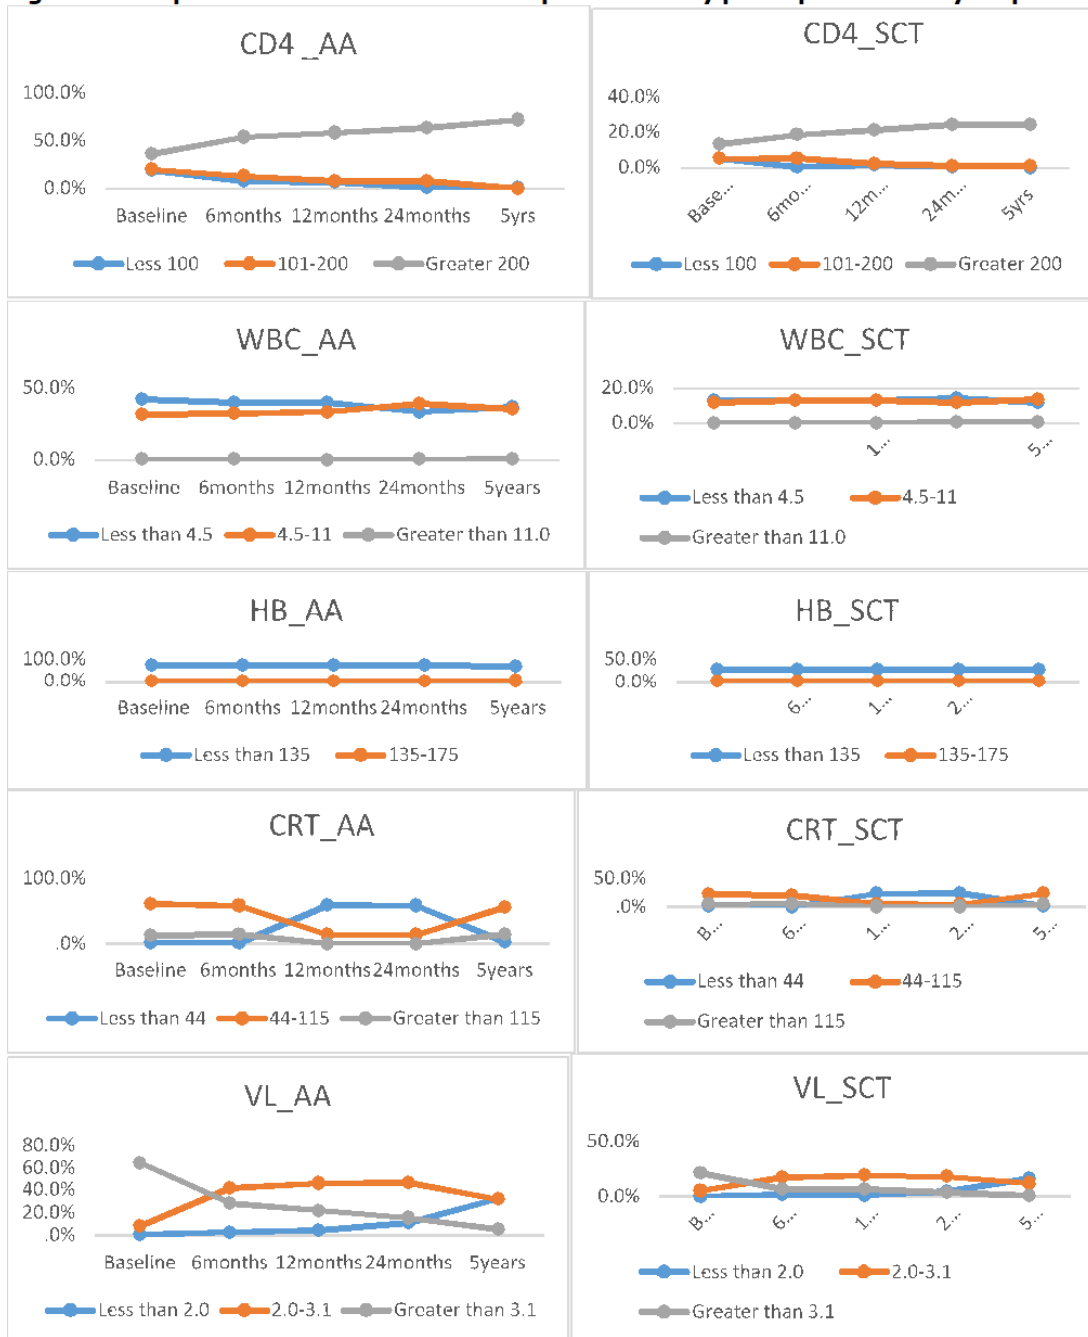 CD4 _AA
100.0%
50.0%
0.0%
Baseline 6months 12months 24months 5yrs
Less 100 101-200 Greater 200
CD4_SCT
40.0%
20.0%
0.0%
Base... 6mo... 12m... 24m... 5yrs
Less 100 101-200 Greater 200
WBC_AA
50.0%
0.0%
Baseline 6months 12months 24months 5years
Less than 4.5 4.5-11 Greater than 11.0
WBC_SCT
20.0%
0.0%
1... 5...
Less than 4.5 4.5-11
Greater than 11.0
HB_AA
100.0%
0.0%
Baseline 6months 12months 24months 5years
Less than 135 135-175
HB_SCT
50.0%
0.0%
6... 1... 2...
Less than 135 135-175
CRT_AA
100.0%
.0%
Baseline 6months 12months 24months 5years
Less than 44 44-115 Greater than 115
CRT_SCT
50.0%
.0%
B... 6... 1... 2... 5...
Less than 44 44-115
Greater than 115
VL_AA
80.0%
60.0%
40.0%
20.0%
.0%
Baseline 6months 12months 24months 5years
Less than 2.0 2.0-3.1 Greater than 3.1
VL_SCT
50.0%
0.0%
B... 6... 1... 2... 5...
Less than 2.0 2.0-3.1
Greater than 3.1